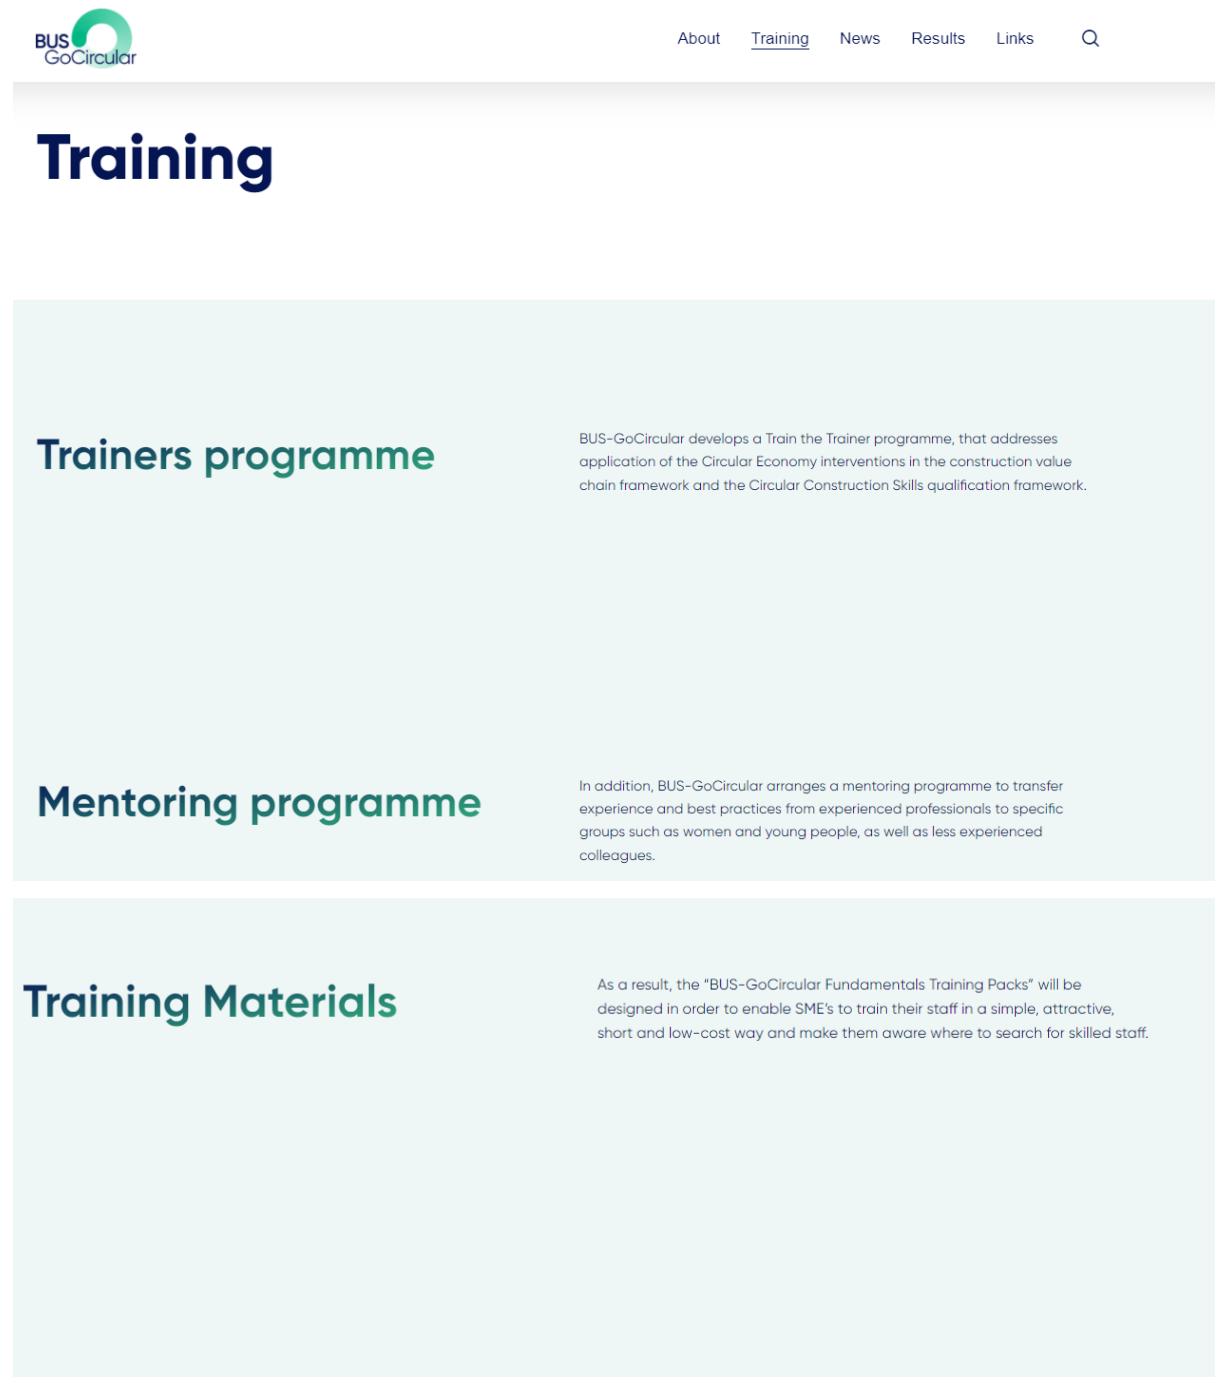 BUS
GoCircular
About Training News Results Links
Training
Trainers programme
BUS-GoCircular develops a Train the Trainer programme, that addresses
application of the Circular Economy interventions in the construction value
chain framework and the Circular Construction Skills qualification framework.
Mentoring programme
In addition, BUS-GoCircular arranges a mentoring programme to transfer
experience and best practices from experienced professionals to specific
groups such as women and young people, as well as less experienced
colleagues.
Training Materials
As a result, the “BUS-GoCircular Fundamentals Training Packs” will be
designed in order to enable SME’s to train their staff in a simple, attractive,
short and low-cost way and make them aware where to search for skilled staff.